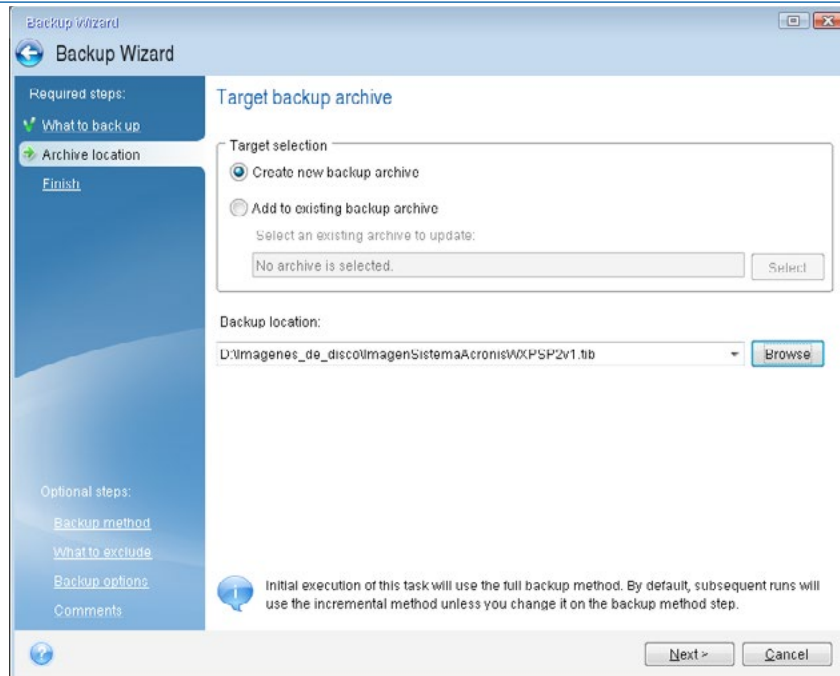 Backup Wizard
Backup Wizard
Required steps:
What to back up
Archive location
Finish
Optional steps:
Backup method
What to exclude
Backup options
Comments
Target backup archive
Target selection
Create new backup archive
Add to existing backup archive
Select an existing archive to update:
No archive is selected.
Select
Backup location:
D:\Imagenes_de_disco\ImagenSistemaAcronisWXPSP2v1.tib
Browse
Initial execution of this task will use the full backup method. By default, subsequent runs will
use the incremental method unless you change it on the backup method step.
Next >
Cancel